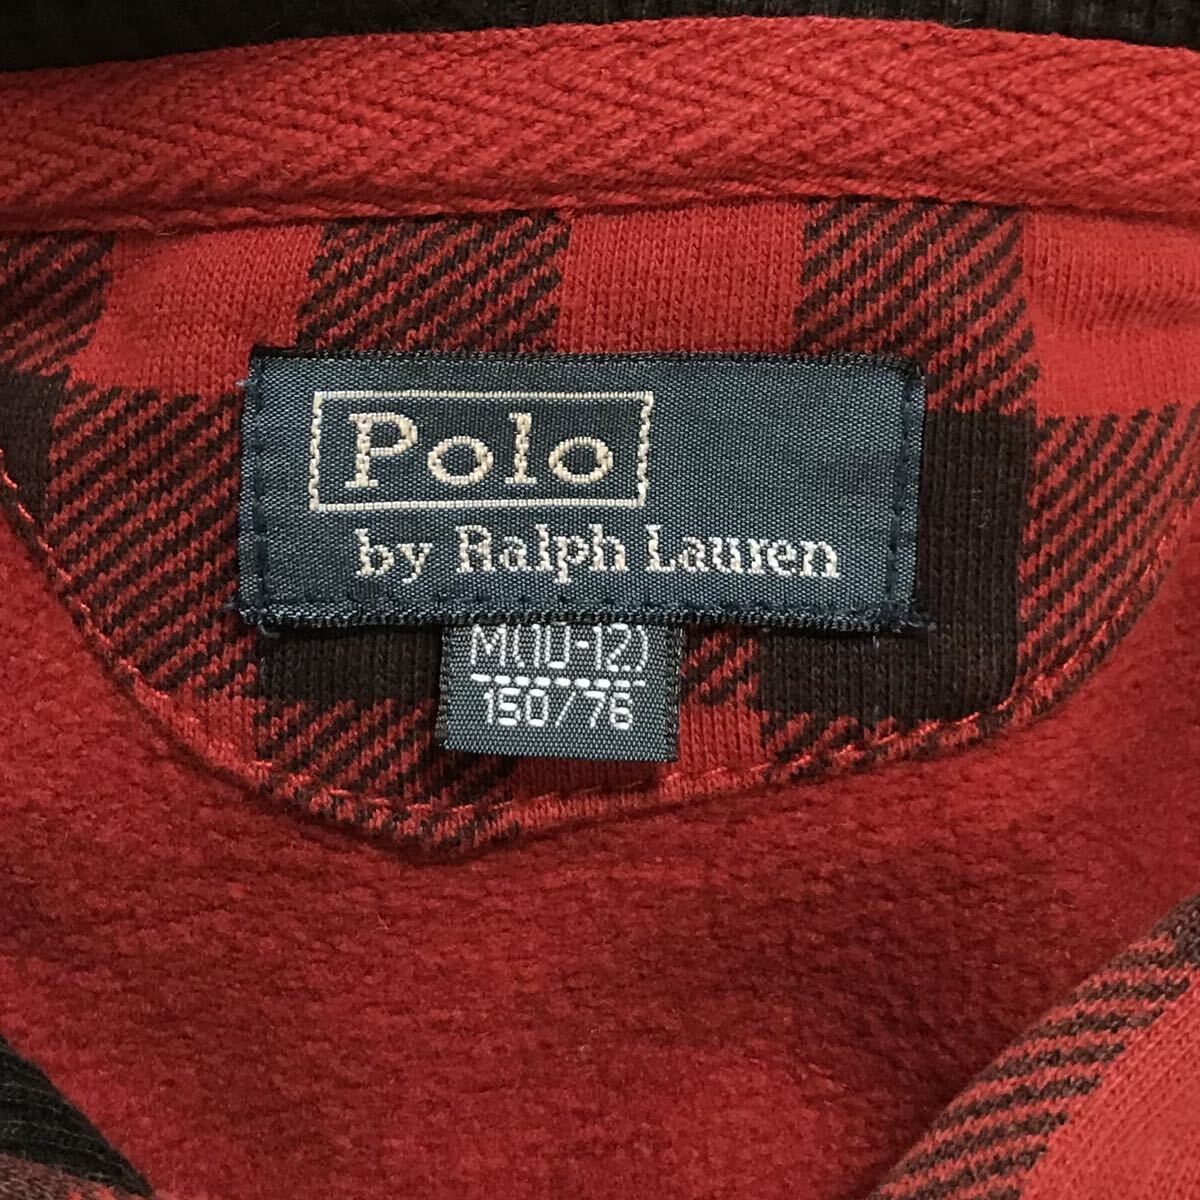 Polo
by Ralph Lauren
M(10-12)
150/76